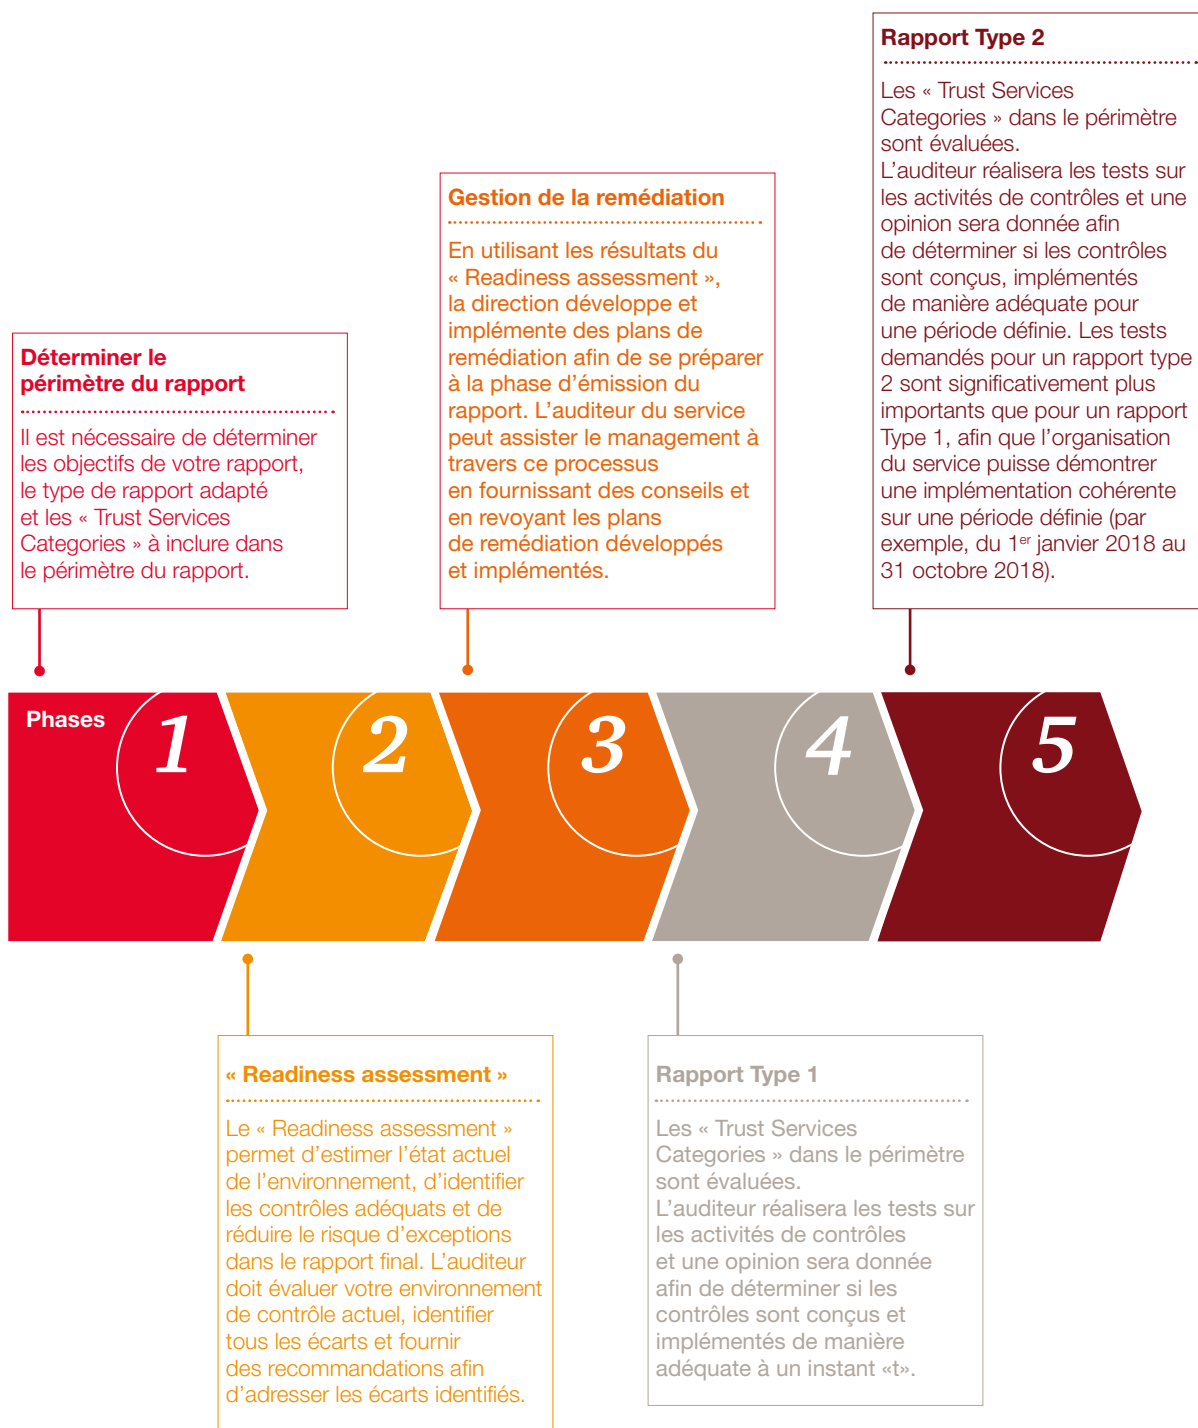 Rapport Type 2
Les « Trust Services
Categories » dans le périmètre
sont évaluées.
L’auditeur réalisera les tests sur
les activités de contrôles et une
opinion sera donnée afin
de déterminer si les contrôles
sont conçus, implémentés
de manière adéquate pour
une période définie. Les tests
demandés pour un rapport type
2 sont significativement plus
importants que pour un rapport
Type 1, afin que l’organisation
du service puisse démontrer
une implémentation cohérente
sur une période définie (par
exemple, du 1er janvier 2018 au
31 octobre 2018).
Gestion de la remédiation
En utilisant les résultats du
« Readiness assessment »,
la direction développe et
implémente des plans de
remédiation afin de se préparer
à la phase d’émission du
rapport. L’auditeur du service
peut assister le management à
travers ce processus
en fournissant des conseils et
en revoyant les plans
de remédiation développés
et implémentés.
Déterminer le
périmètre du rapport
Il est nécessaire de déterminer
les objectifs de votre rapport,
le type de rapport adapté
et les « Trust Services
Categories » à inclure dans
le périmètre du rapport.
Phases
1
2
3
4
5
« Readiness assessment »
Le « Readiness assessment »
permet d’estimer l’état actuel
de l’environnement, d’identifier
les contrôles adéquats et de
réduire le risque d’exceptions
dans le rapport final. L’auditeur
doit évaluer votre environnement
de contrôle actuel, identifier
tous les écarts et fournir
des recommandations afin
d’adresser les écarts identifiés.
Rapport Type 1
Les « Trust Services
Categories » dans le périmètre
sont évaluées.
L’auditeur réalisera les tests sur
les activités de contrôles
et une opinion sera donnée
afin de déterminer si les
contrôles sont conçus et
implémentés de manière
adéquate à un instant «t».